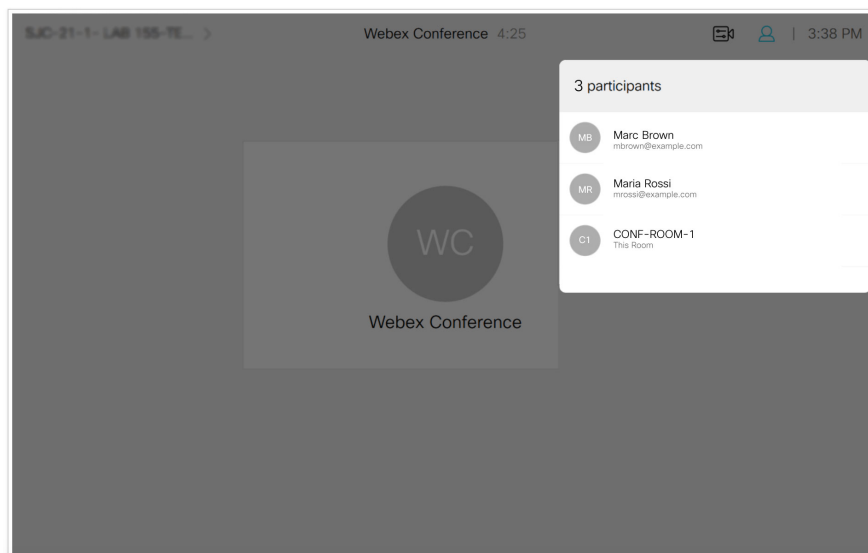 SJC-21-1- LAB 155-TE...
Webex Conference 4:25
3:38 PM
3 participants
MB
Marc Brown
mbrown@example.com
MR
Maria Rossi
mrossi@example.com
C1
CONF-ROOM-1
This Room
WC
Webex Conference